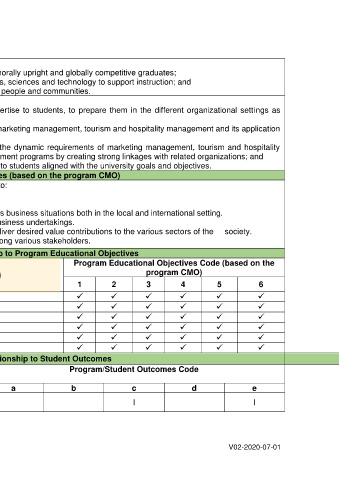 norally upright and globally competitive graduates;
s, sciences and technology to support instruction; and
people and communities.
ertise to students, to prepare them in the different organizational settings as
marketing management, tourism and hospitality management and its application
the dynamic requirements of marketing management, tourism and hospitality
ment programs by creating strong linkages with related organizations; and
to students aligned with the university goals and objectives.
es (based on the program CMO)
o:
s business situations both in the local and international setting.
usiness undertakings.
liver desired value contributions to the various sectors of the society.
ong various stakeholders.
p to Program Educational Objectives
)
Program Educational Objectives Code (based on the
program CMO)
1 2 3 4 5 6
✓ ✓ ✓ ✓ ✓ ✓
✓ ✓ ✓ ✓ ✓ ✓
✓ ✓ ✓ ✓ ✓ ✓
✓ ✓ ✓ ✓ ✓ ✓
✓ ✓ ✓ ✓ ✓ ✓
✓ ✓ ✓ ✓ ✓ ✓
ionship to Student Outcomes
Program/Student Outcomes Code
a b c d e
I I
V02-2020-07-01